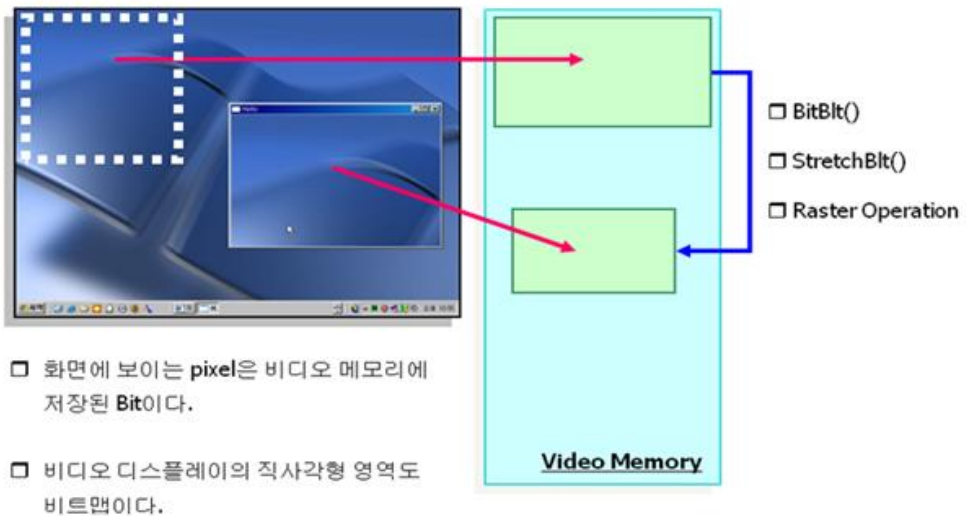 □ BitBlt()
□ StretchBlt()
□ Raster Operation
Video Memory
□ 화면에 보이는 pixel은 비디오 메모리에
저장된 Bit이다.
□ 비디오 디스플레이의 직사각형 영역도
비트맵이다.